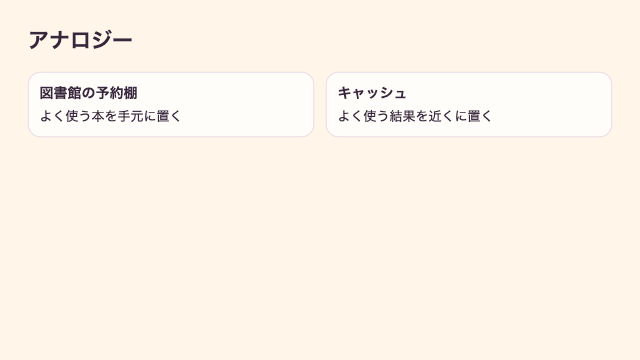 アナロジー
図書館の予約棚
よく使う本を手元に置く
キャッシュ
よく使う結果を近くに置く